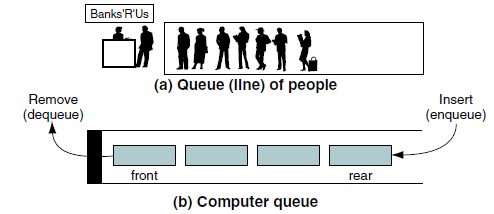 Banks'R'Us
(a) Queue (line) of people
Remove
(dequeue)
Insert
(enqueue)
front
rear
(b) Computer queue